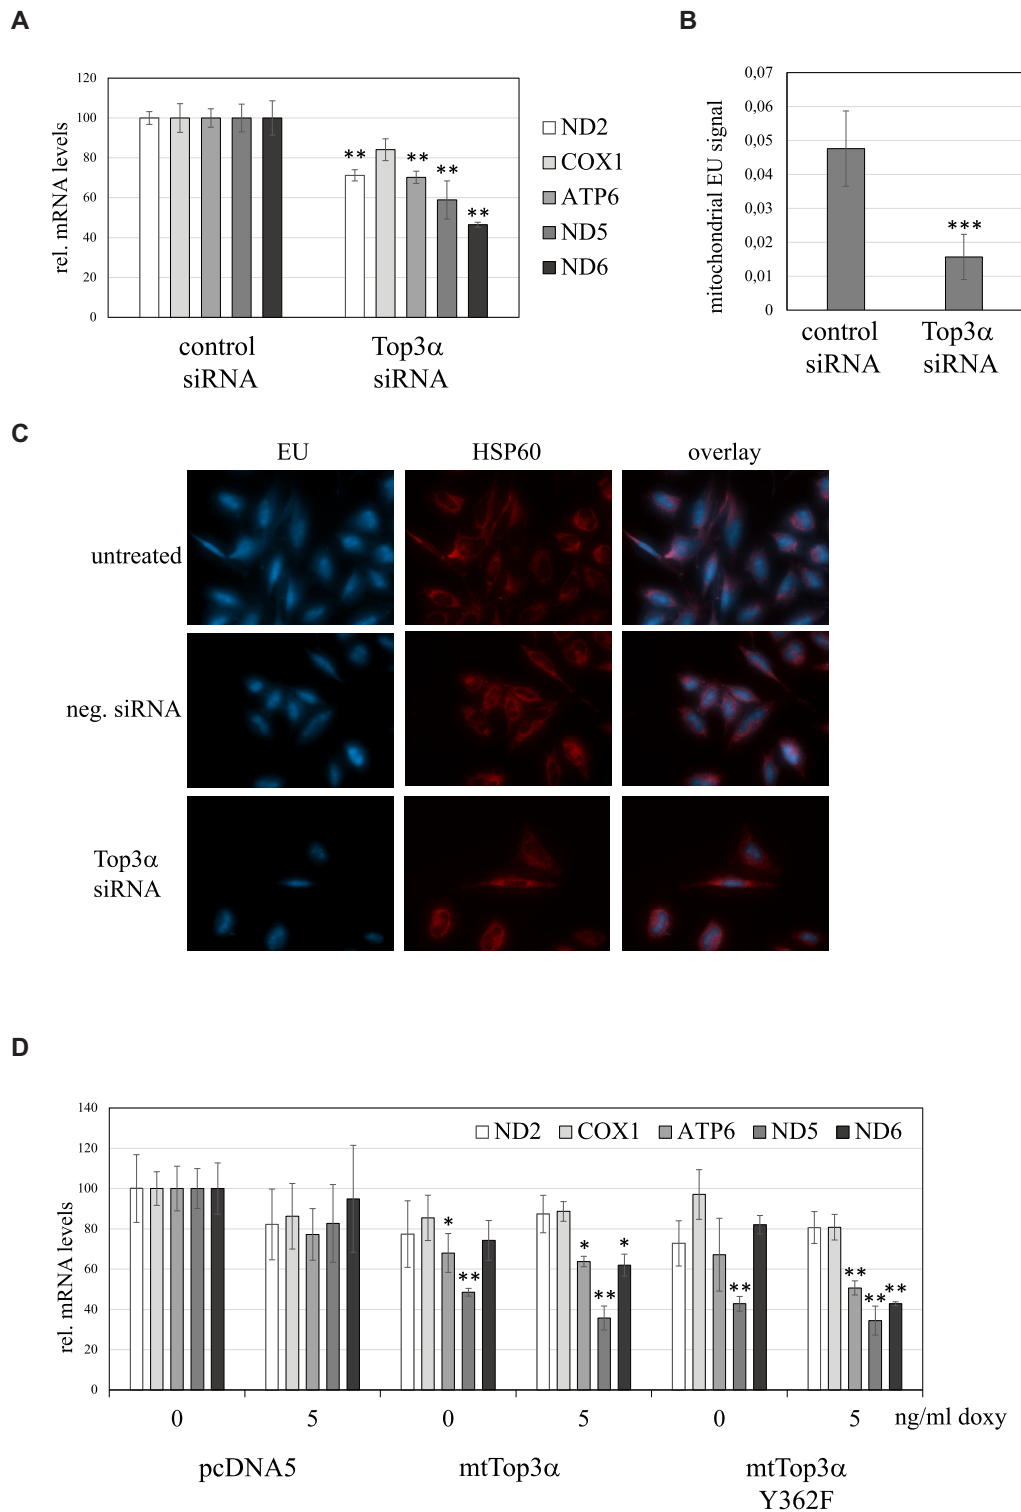 A
B
120
100
80
60
40
20
0
rel. mRNA levels
** ** ** **
ND2
COX1
ATP6
ND5
ND6
control
siRNA
Top3α
siRNA
0,07
0,06
0,05
0,04
0,03
0,02
0,01
0
mitochondrial EU signal
***
control
siRNA
Top3α
siRNA
C
EU HSP60 overlay
untreated
neg. siRNA
Top3α
siRNA
D
140
120
100
80
60
40
20
0
rel. mRNA levels
ND2 COX1 ATP6 ND5 ND6
* ** * ** * ** ** ** **
0 5 0 5 0 5 ng/ml doxy
pcDNA5 mtTop3α mtTop3α
Y362F